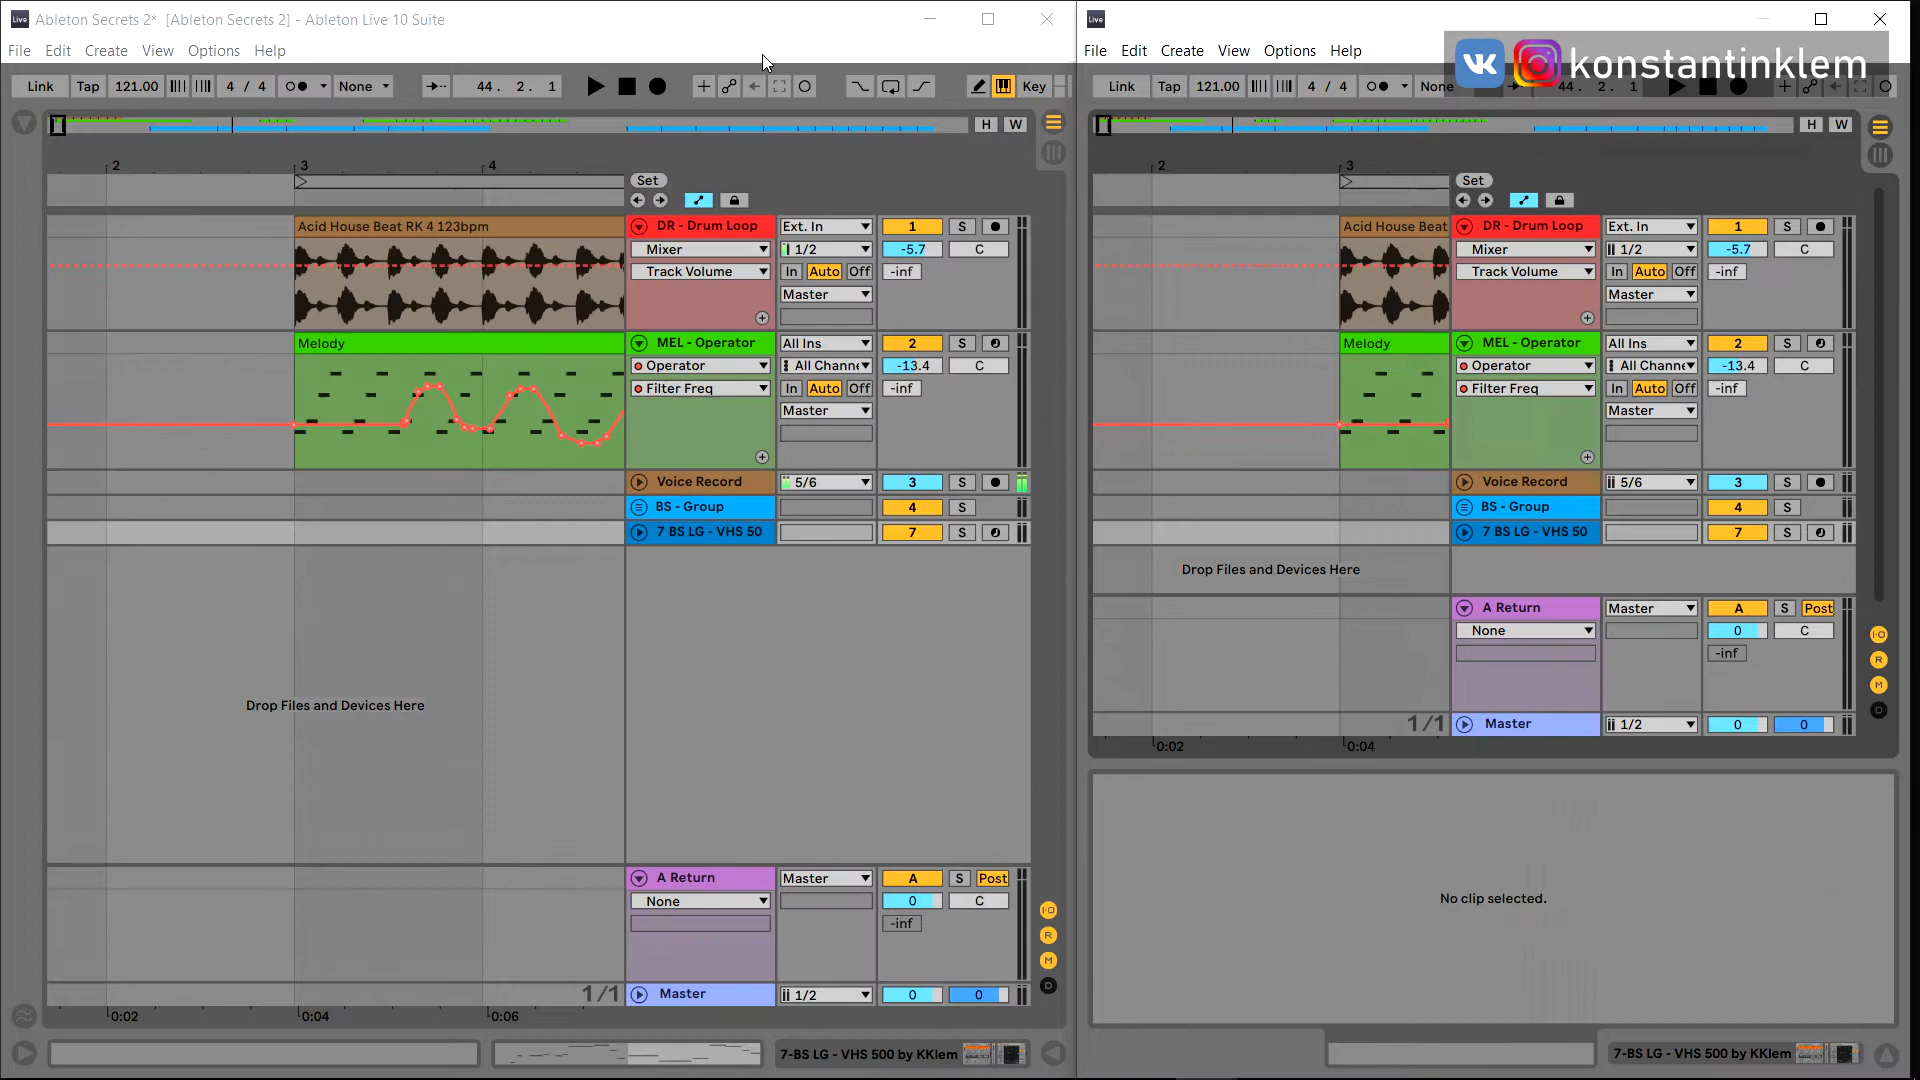 Live Ableton Secrets 2* [Ableton Secrets 2] - Ableton Live 10 Suite
File Edit Create View Options Help
Link Tap 121.00 4 / 4 None 44. 2. 1 Key
H W
2 3 4
Set
Acid House Beat RK 4 123bpm DR - Drum Loop Ext. In 1 S
Mixer 1/2 -5.7 C
Track Volume In Auto Off -inf
Master
Melody MEL - Operator All Ins 2 S
Operator All Channe -13.4 C
Filter Freq In Auto Off -inf
Master
Voice Record 5/6 3 S
BS - Group 4 S
7 BS LG - VHS 50 7 S
Drop Files and Devices Here
A Return Master A S Post
None 0 C
-inf
I·O
R
M
D
1/1 Master 1/2 0 0
0:02 0:04 0:06
7-BS LG - VHS 500 by KKlem
Live
File Edit Create View Options Help
konstantinklem
Link Tap 121.00 4 / 4 None 44. 2. 1
H W
2 3
Set
Acid House Beat DR - Drum Loop Ext. In 1 S
Mixer 1/2 -5.7 C
Track Volume In Auto Off -inf
Master
Melody MEL - Operator All Ins 2 S
Operator All Channe -13.4 C
Filter Freq In Auto Off -inf
Master
Voice Record 5/6 3 S
BS - Group 4 S
7 BS LG - VHS 50 7 S
Drop Files and Devices Here
A Return Master A S Post
None 0 C
-inf
I·O
R
M
D
1/1 Master 1/2 0 0
0:02 0:04
No clip selected.
7-BS LG - VHS 500 by KKlem